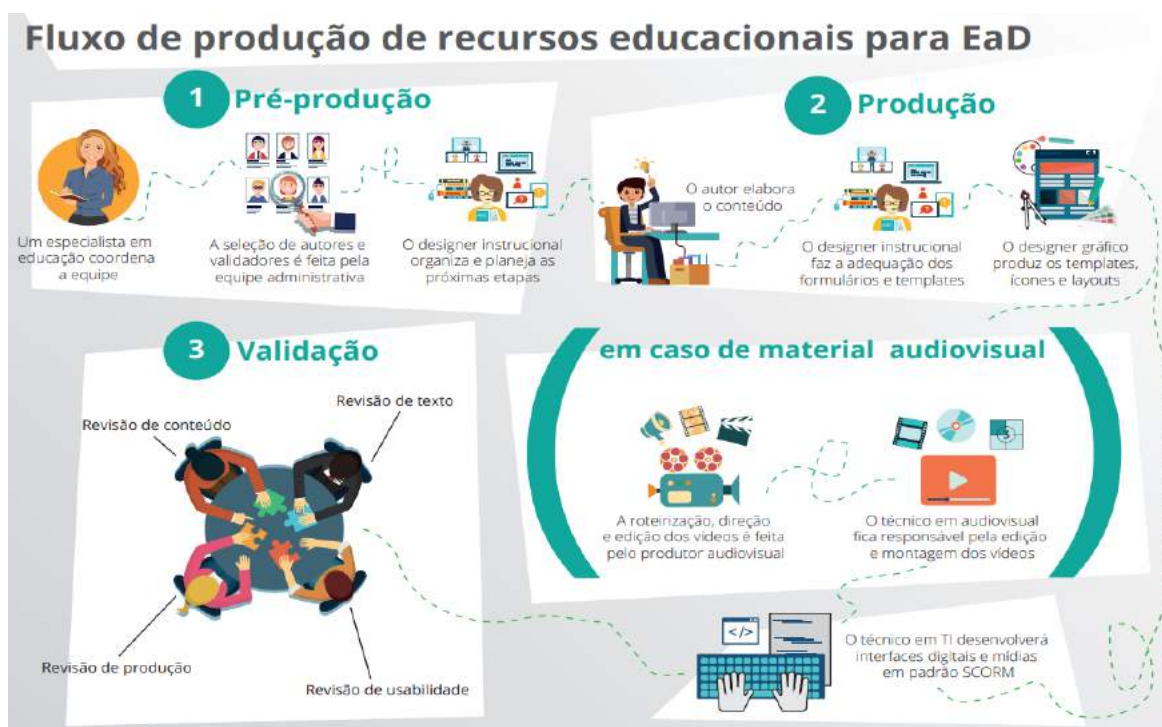 Fluxo de produção de recursos educacionais para EaD
1 Pré-produção
Um especialista em
educação coordena
a equipe
A seleção de autores e
validadores é feita pela
equipe administrativa
O designer instrucional
organiza e planeja as
próximas etapas
2 Produção
O autor elabora
o conteúdo
O designer instrucional
faz a adequação dos
formulários e templates
O designer gráfico
produz os templates,
ícones e layouts
em caso de material audiovisual
3
A roteirização, direção
e edição dos vídeos é feita
pelo produtor audiovisual
O técnico em audiovisual
fica responsável pela edição
e montagem dos vídeos
</>
O técnico em TI desenvolverá
interfaces digitais e mídias
em padrão SCORM
3 Validação
Revisão de texto
Revisão de conteúdo
Revisão de produção
Revisão de usabilidade